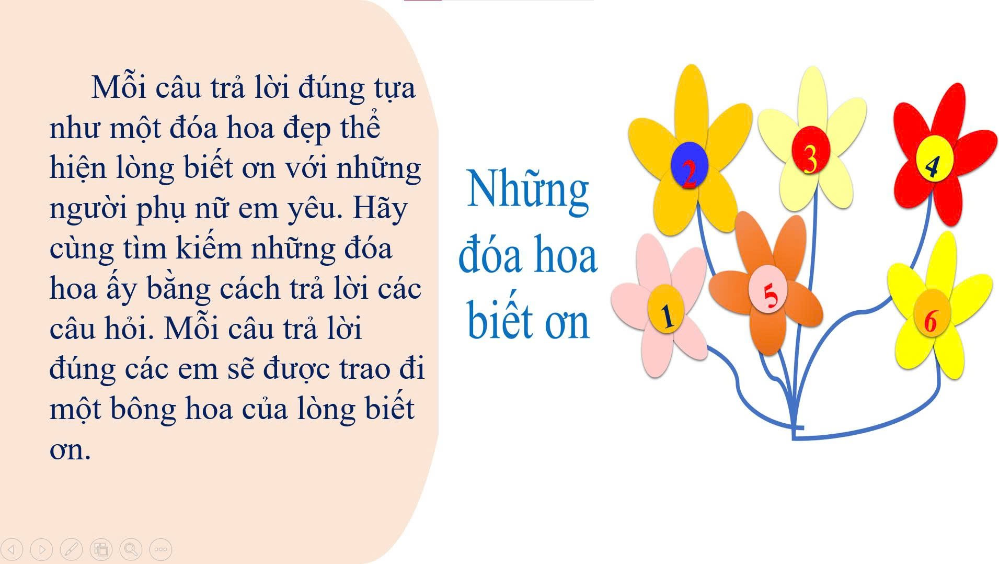 Mỗi câu trả lời đúng tựa
như một đóa hoa đẹp thể
hiện lòng biết ơn với những
người phụ nữ em yêu. Hãy
cùng tìm kiếm những đóa
hoa ấy bằng cách trả lời các
câu hỏi. Mỗi câu trả lời
đúng các em sẽ được trao đi
một bông hoa của lòng biết
ơn.
Những
đóa hoa
biết ơn
2
3
4
1
5
6